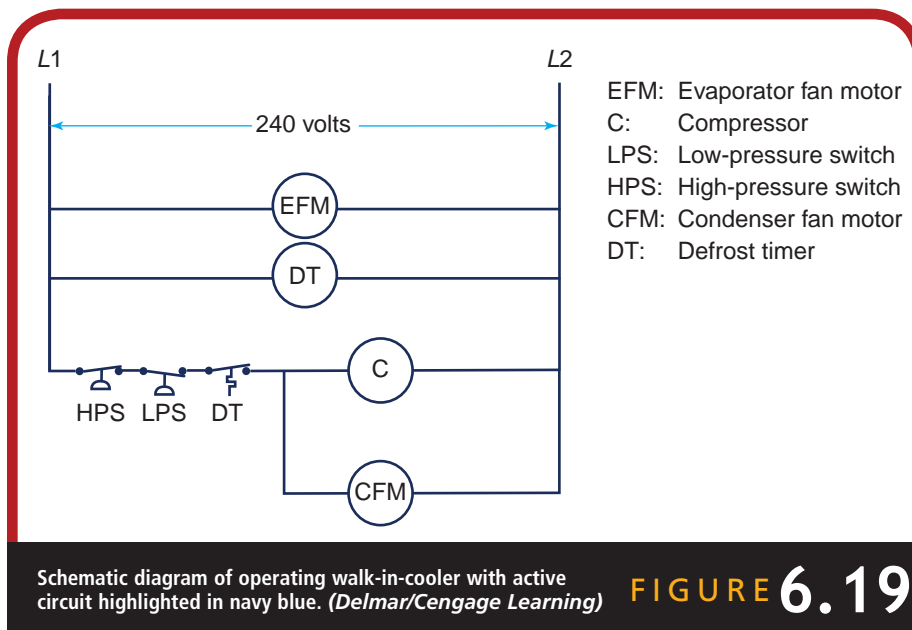 L1
L2
240 volts
EFM: Evaporator fan motor
C: Compressor
LPS: Low-pressure switch
HPS: High-pressure switch
CFM: Condenser fan motor
DT: Defrost timer
EFM
DT
C
HPS LPS DT
CFM
Schematic diagram of operating walk-in-cooler with active
circuit highlighted in navy blue. (Delmar/Cengage Learning)
FIGURE 6.19